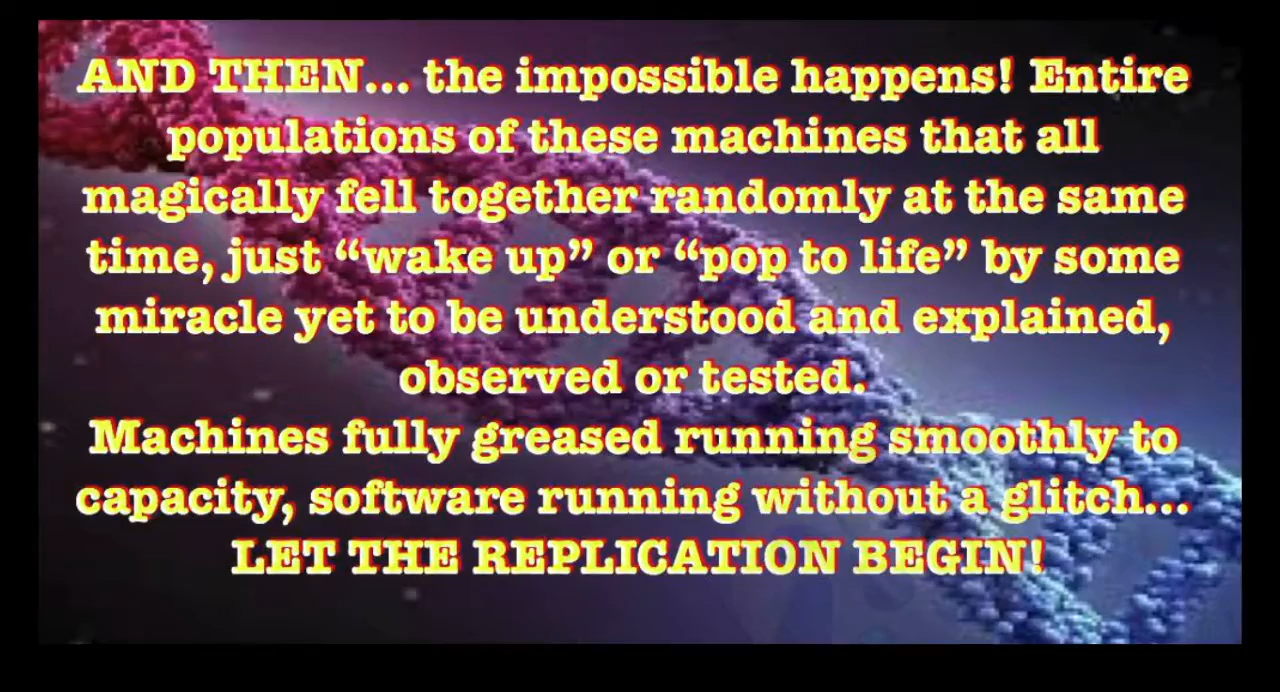 AND THEN... the impossible happens! Entire
populations of these machines that all
magically fell together randomly at the same
time, just “wake up” or “pop to life” by some
miracle yet to be understood and explained,
observed or tested.
Machines fully greased running smoothly to
capacity, software running without a glitch...
LET THE REPLICATION BEGIN!